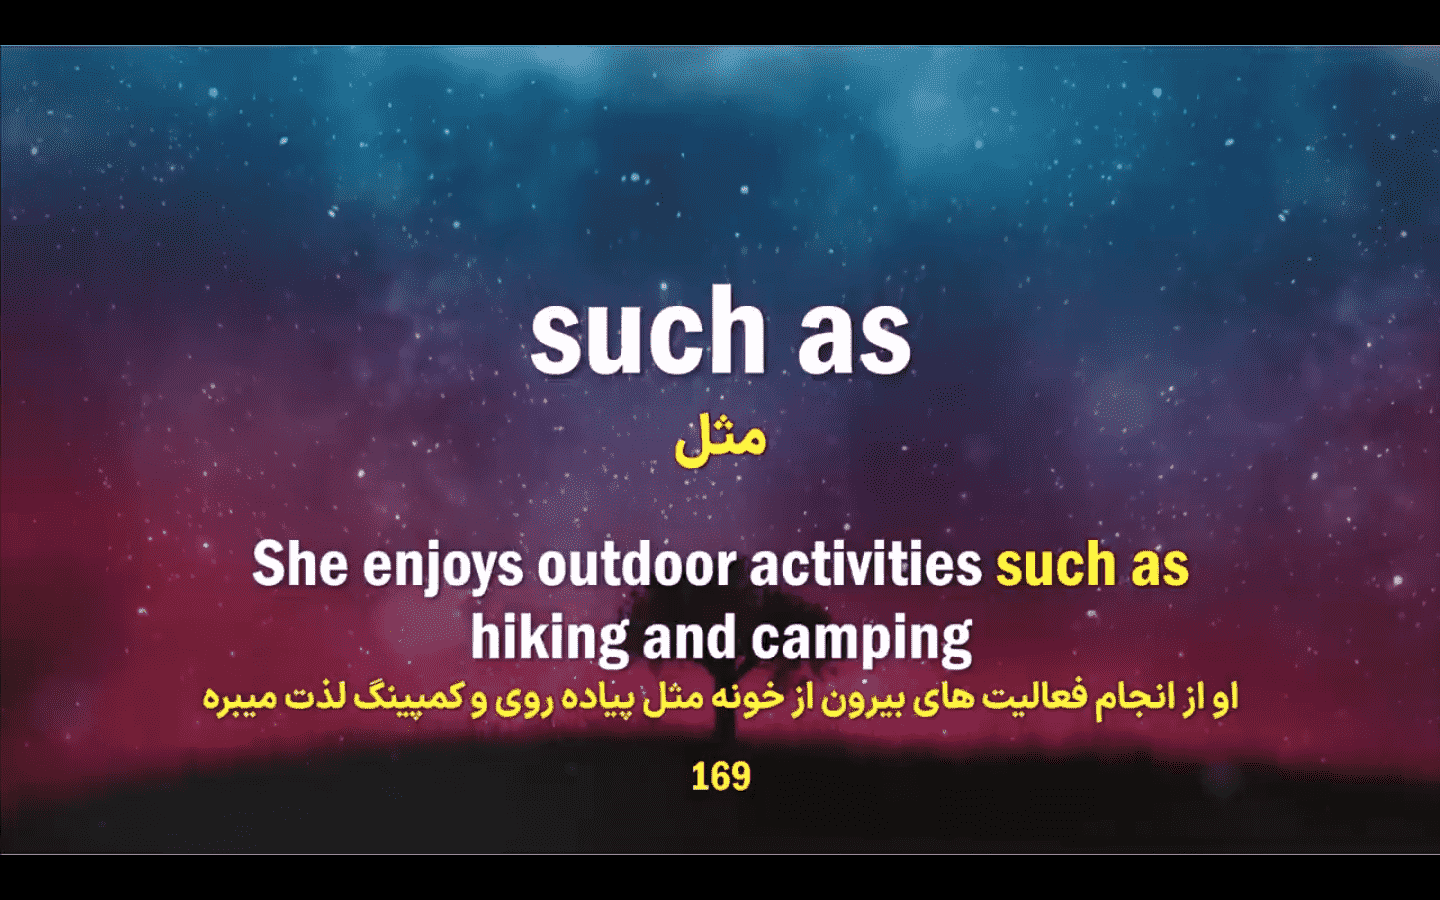 such as
مثل
She enjoys outdoor activities such as
hiking and camping
او از انجام فعالیت های بیرون از خونه مثل پیاده روی و کمپینگ لذت میبره
169